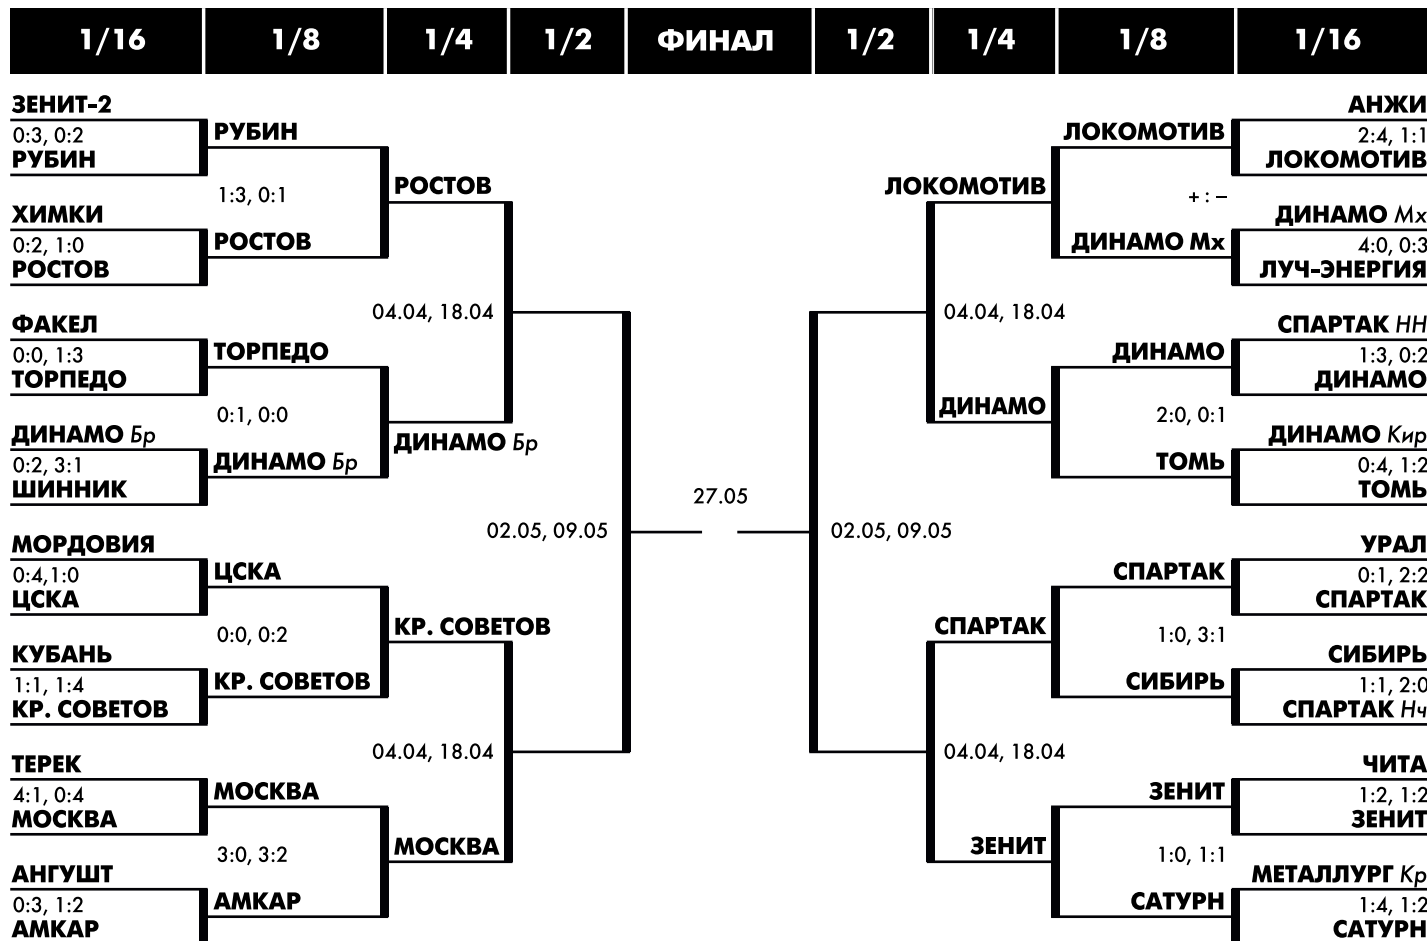 1/16 1/8 1/4 1/2 ФИНАЛ 1/2 1/4 1/8 1/16
ЗЕНИТ-2
0:3, 0:2
РУБИН
ХИМКИ
0:2, 1:0
РОСТОВ
ФАКЕЛ
0:0, 1:3
ТОРПЕДО
ДИНАМО Бр
0:2, 3:1
ШИННИК
МОРДОВИЯ
0:4,1:0
ЦСКА
КУБАНЬ
1:1, 1:4
КР. СОВЕТОВ
ТЕРЕК
4:1, 0:4
МОСКВА
АНГУШТ
0:3, 1:2
АМКАР
РУБИН
1:3, 0:1
РОСТОВ
ТОРПЕДО
0:1, 0:0
ДИНАМО Бр
ЦСКА
0:0, 0:2
КР. СОВЕТОВ
МОСКВА
3:0, 3:2
АМКАР
РОСТОВ
04.04, 18.04
ДИНАМО Бр
КР. СОВЕТОВ
04.04, 18.04
МОСКВА
02.05, 09.05
27.05
02.05, 09.05
ЛОКОМОТИВ
04.04, 18.04
ДИНАМО
СПАРТАК
04.04, 18.04
ЗЕНИТ
ЛОКОМОТИВ
+ : –
ДИНАМО Мх
ДИНАМО
2:0, 0:1
ТОМЬ
СПАРТАК
1:0, 3:1
СИБИРЬ
ЗЕНИТ
1:0, 1:1
САТУРН
АНЖИ
2:4, 1:1
ЛОКОМОТИВ
ДИНАМО Мх
4:0, 0:3
ЛУЧ-ЭНЕРГИЯ
СПАРТАК НН
1:3, 0:2
ДИНАМО
ДИНАМО Кир
0:4, 1:2
ТОМЬ
УРАЛ
0:1, 2:2
СПАРТАК
СИБИРЬ
1:1, 2:0
СПАРТАК Нч
ЧИТА
1:2, 1:2
ЗЕНИТ
МЕТАЛЛУРГ Кр
1:4, 1:2
САТУРН